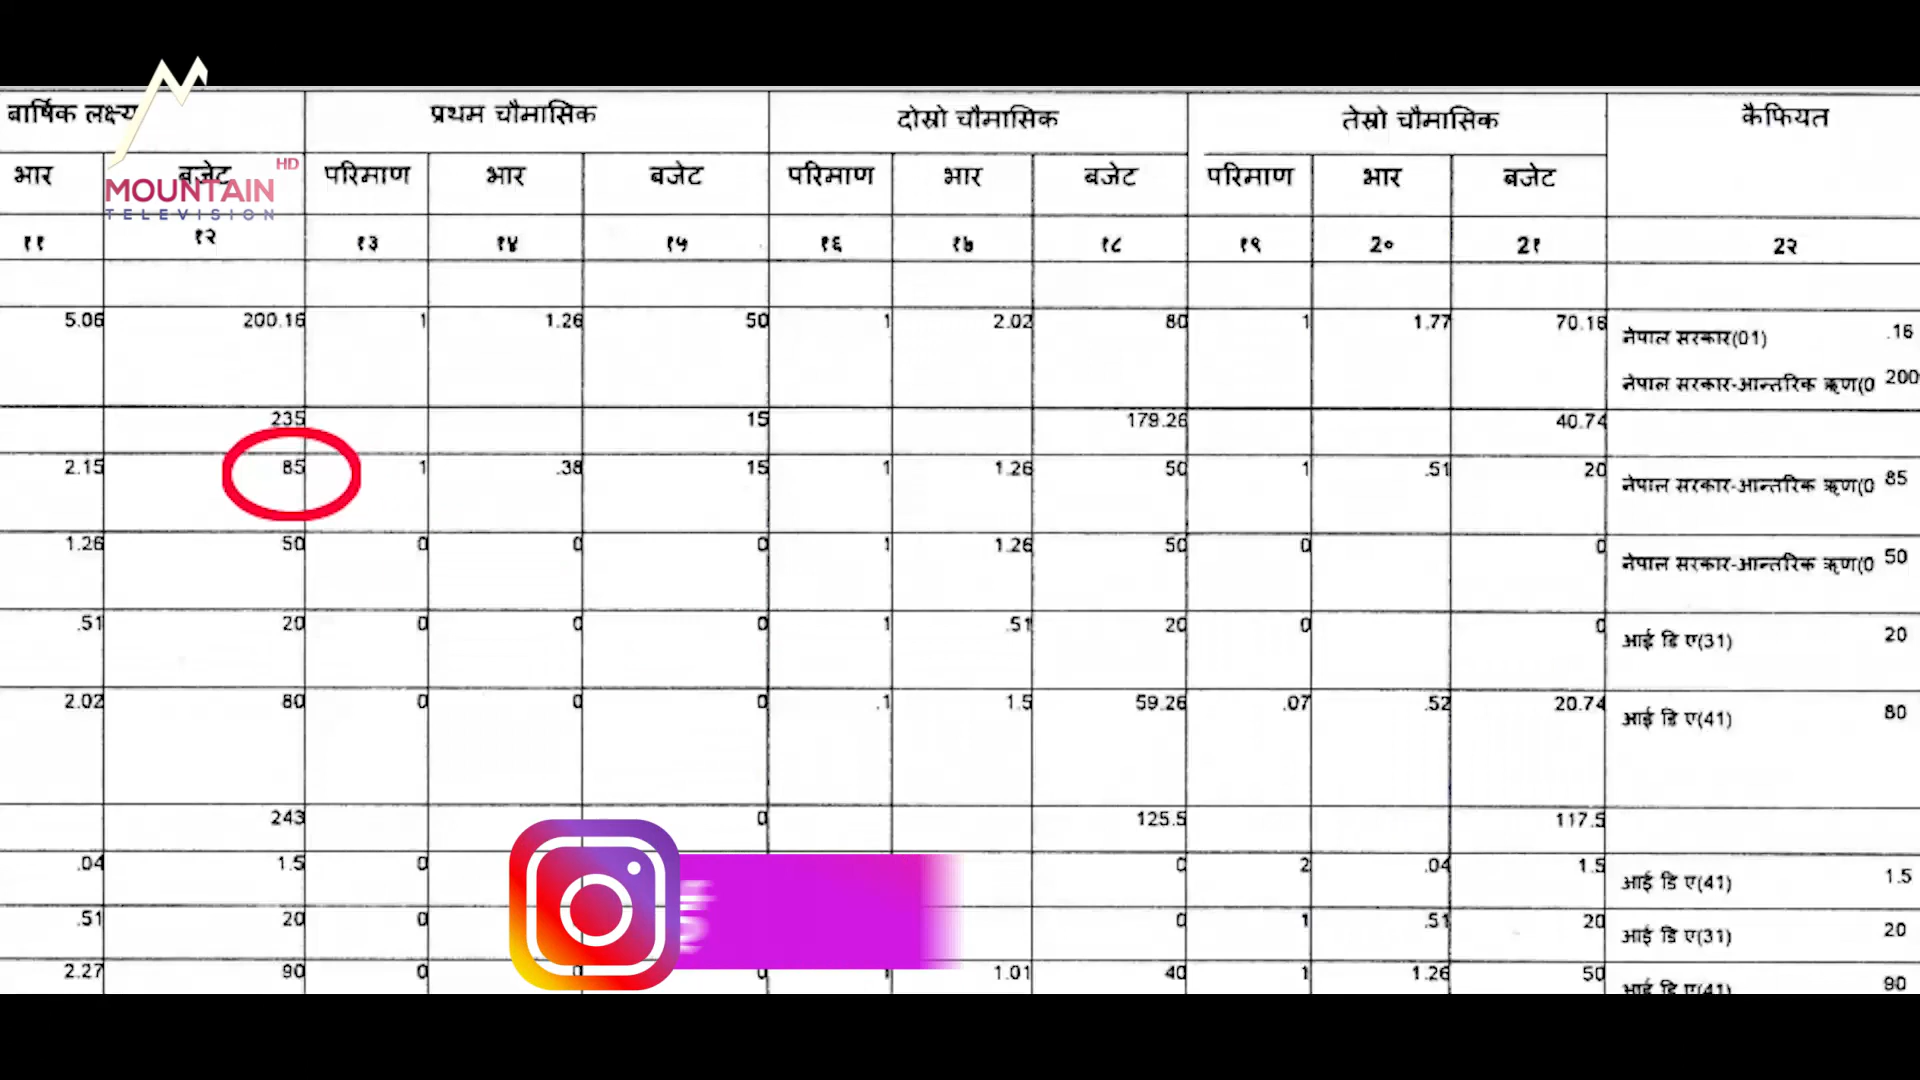 बार्षिक लक्ष्य प्रथम चौमासिक दोस्रो चौमासिक तेस्रो चौमासिक कैफियत
भार बजेट परिमाण भार बजेट परिमाण भार बजेट परिमाण भार बजेट
MOUNTAIN HD
TELEVISION
११ १२ १३ १४ १५ १६ १७ १८ १९ 2० 2१ 2२
5.06 200.16 1 1.26 50 1 2.02 80 1 1.77 70.16 नेपाल सरकार(01) .16
नेपाल सरकार-आन्तरिक ऋण(0 200
235 15 179.26 40.74
2.15 85 1 .38 15 1 1.26 50 1 .51 20 नेपाल सरकार-आन्तरिक ऋण(0 85
1.26 50 0 0 0 1 1.26 50 0 0 नेपाल सरकार-आन्तरिक ऋण(0 50
.51 20 0 0 0 1 .51 20 0 0 आई डि ए(31) 20
2.02 80 0 0 0 .1 1.5 59.26 .07 .52 20.74 आई डि ए(41) 80
243 0 125.5 117.5
.04 1.5 0 0 2 .04 1.5 आई डि ए(41) 1.5
.51 20 0 0 1 .51 20 आई डि ए(31) 20
2.27 90 0 0 0 1 1.01 40 1 1.26 50 आई डि ए(41) 90